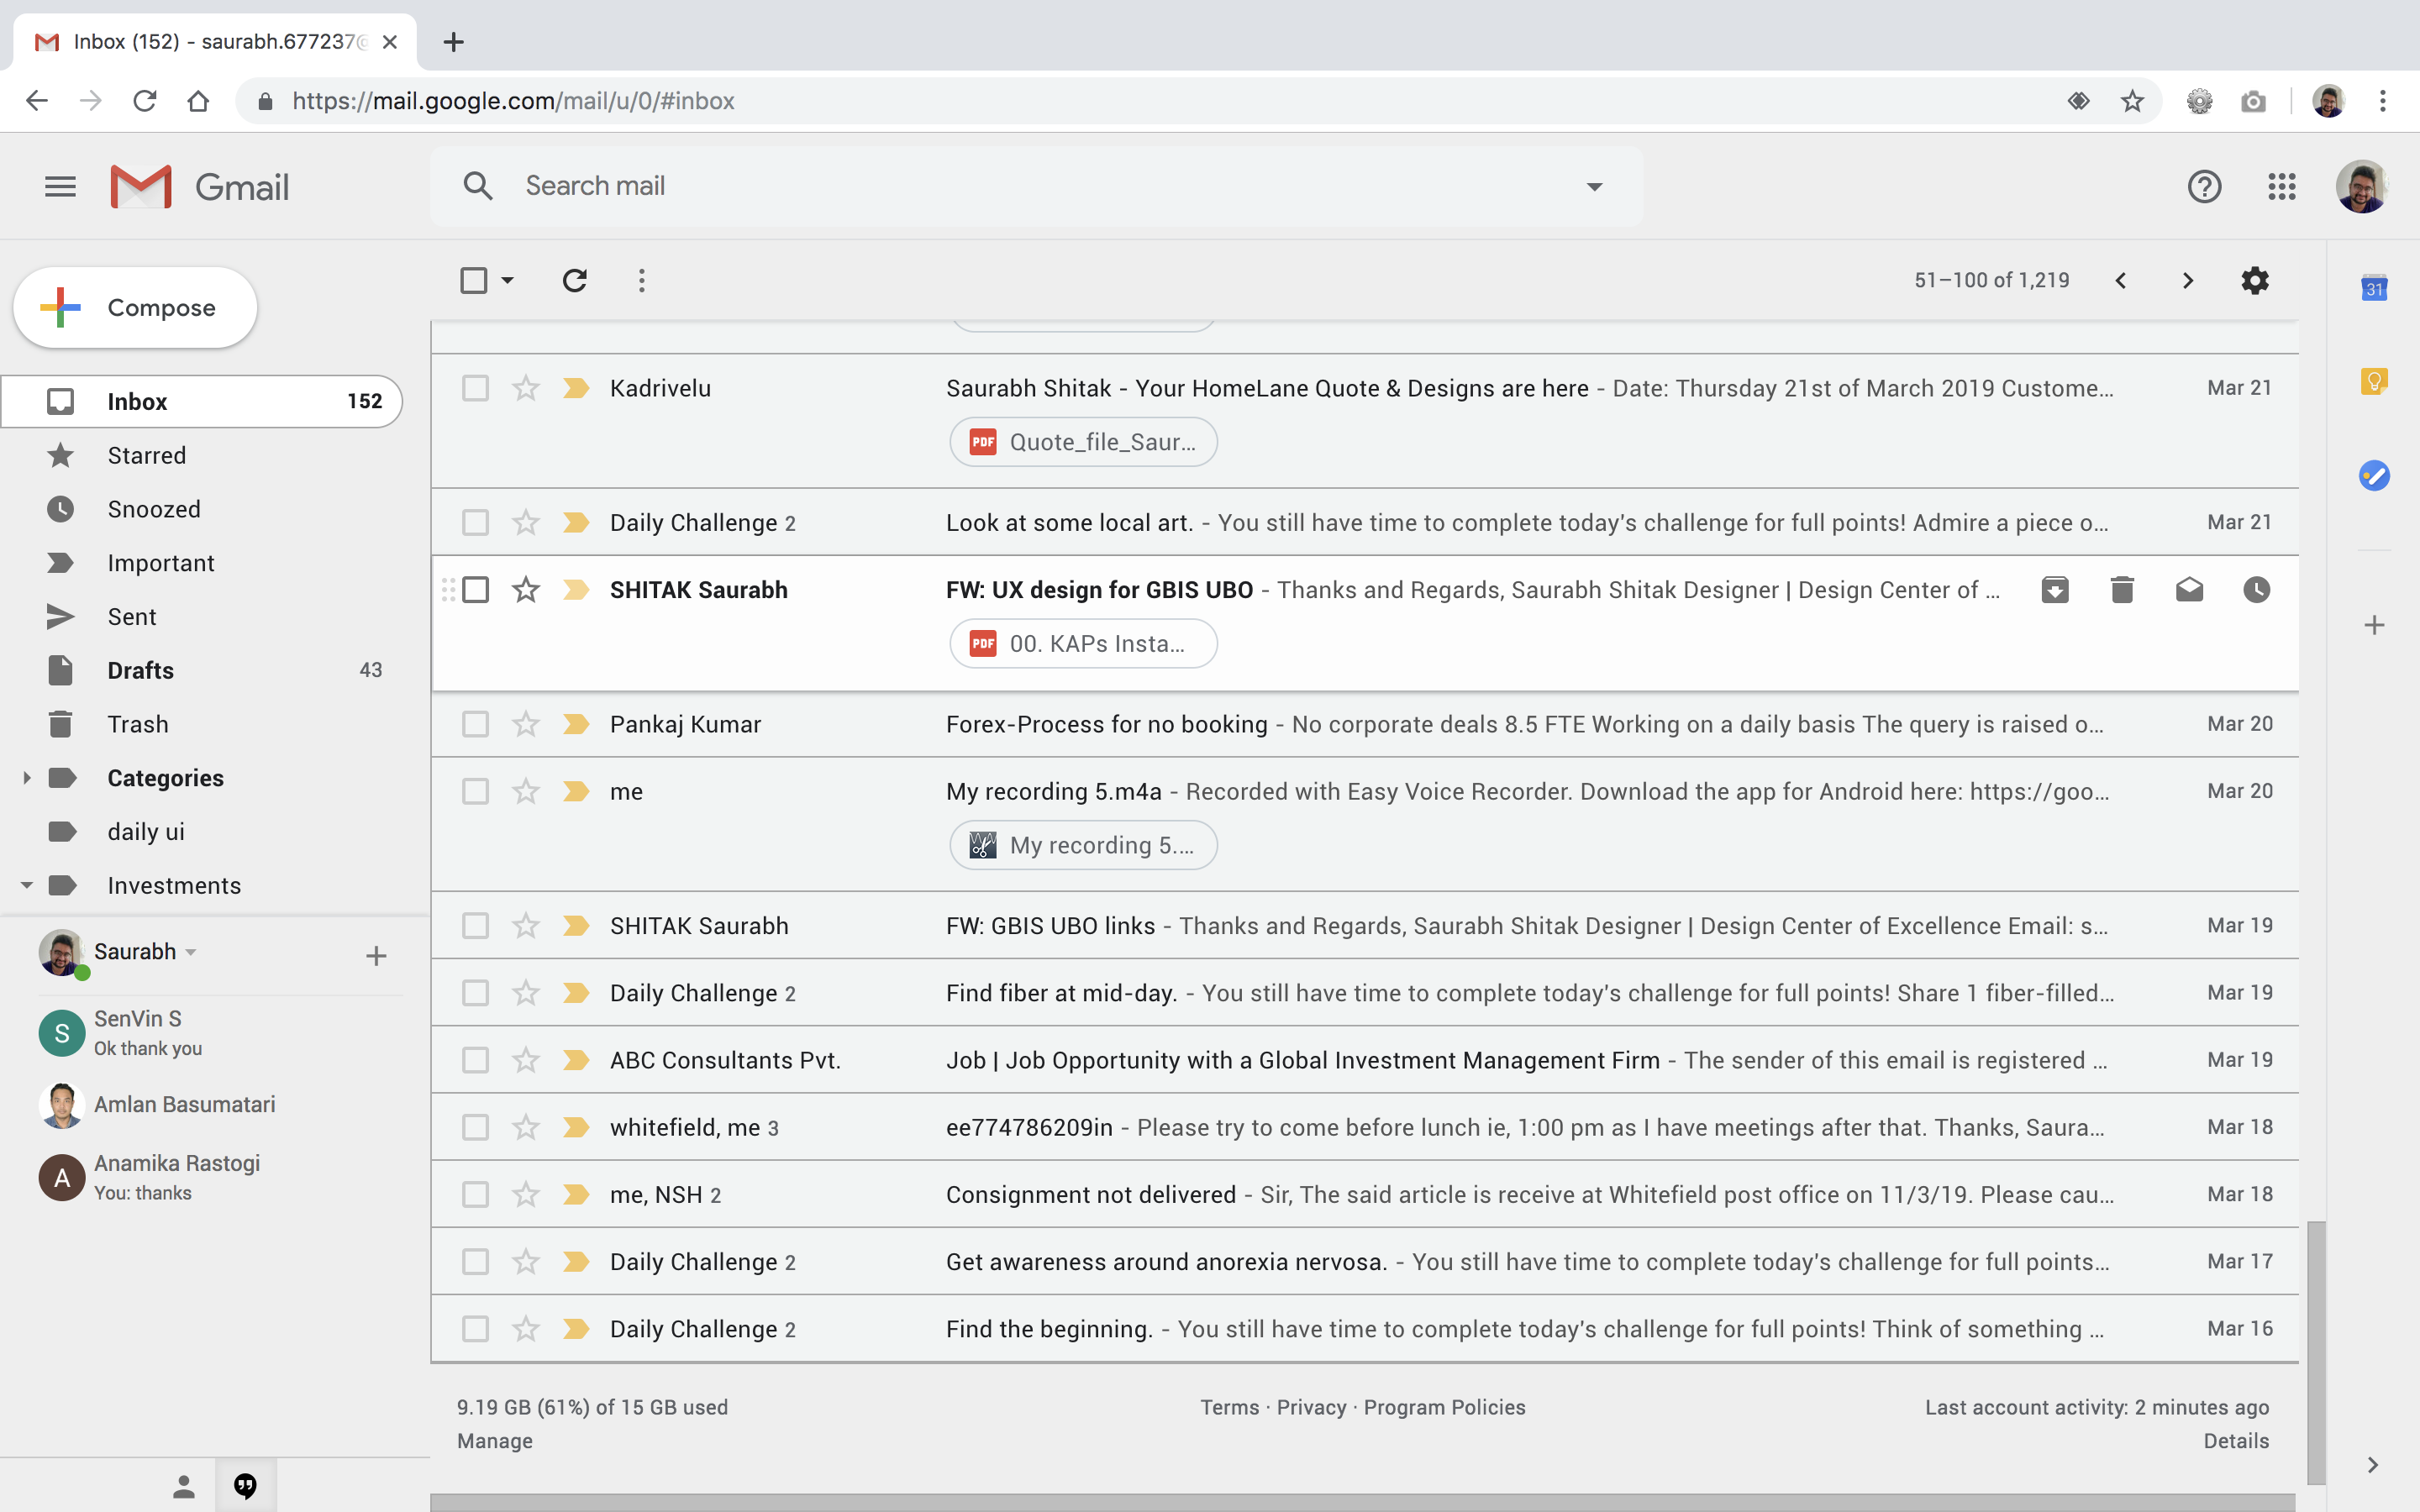 Inbox (152) - saurabh.677237@
https://mail.google.com/mail/u/0/#inbox
Gmail
Search mail
51–100 of 1,219
31
Compose
Inbox 152
Starred
Snoozed
Important
Sent
Drafts 43
Trash
Categories
daily ui
Investments
Saurabh
S
SenVin S
Ok thank you
Amlan Basumatari
A
Anamika Rastogi
You: thanks
Kadrivelu Saurabh Shitak - Your HomeLane Quote & Designs are here - Date: Thursday 21st of March 2019 Custome... Mar 21
PDF Quote_file_Saur...
Daily Challenge 2 Look at some local art. - You still have time to complete today's challenge for full points! Admire a piece o... Mar 21
SHITAK Saurabh FW: UX design for GBIS UBO - Thanks and Regards, Saurabh Shitak Designer | Design Center of ...
PDF 00. KAPs Insta...
Pankaj Kumar Forex-Process for no booking - No corporate deals 8.5 FTE Working on a daily basis The query is raised o... Mar 20
me My recording 5.m4a - Recorded with Easy Voice Recorder. Download the app for Android here: https://goo... Mar 20
My recording 5....
SHITAK Saurabh FW: GBIS UBO links - Thanks and Regards, Saurabh Shitak Designer | Design Center of Excellence Email: s... Mar 19
Daily Challenge 2 Find fiber at mid-day. - You still have time to complete today's challenge for full points! Share 1 fiber-filled... Mar 19
ABC Consultants Pvt. Job | Job Opportunity with a Global Investment Management Firm - The sender of this email is registered ... Mar 19
whitefield, me 3 ee774786209in - Please try to come before lunch ie, 1:00 pm as I have meetings after that. Thanks, Saura... Mar 18
me, NSH 2 Consignment not delivered - Sir, The said article is receive at Whitefield post office on 11/3/19. Please cau... Mar 18
Daily Challenge 2 Get awareness around anorexia nervosa. - You still have time to complete today's challenge for full points... Mar 17
Daily Challenge 2 Find the beginning. - You still have time to complete today's challenge for full points! Think of something ... Mar 16
9.19 GB (61%) of 15 GB used
Manage
Terms · Privacy · Program Policies
Last account activity: 2 minutes ago
Details